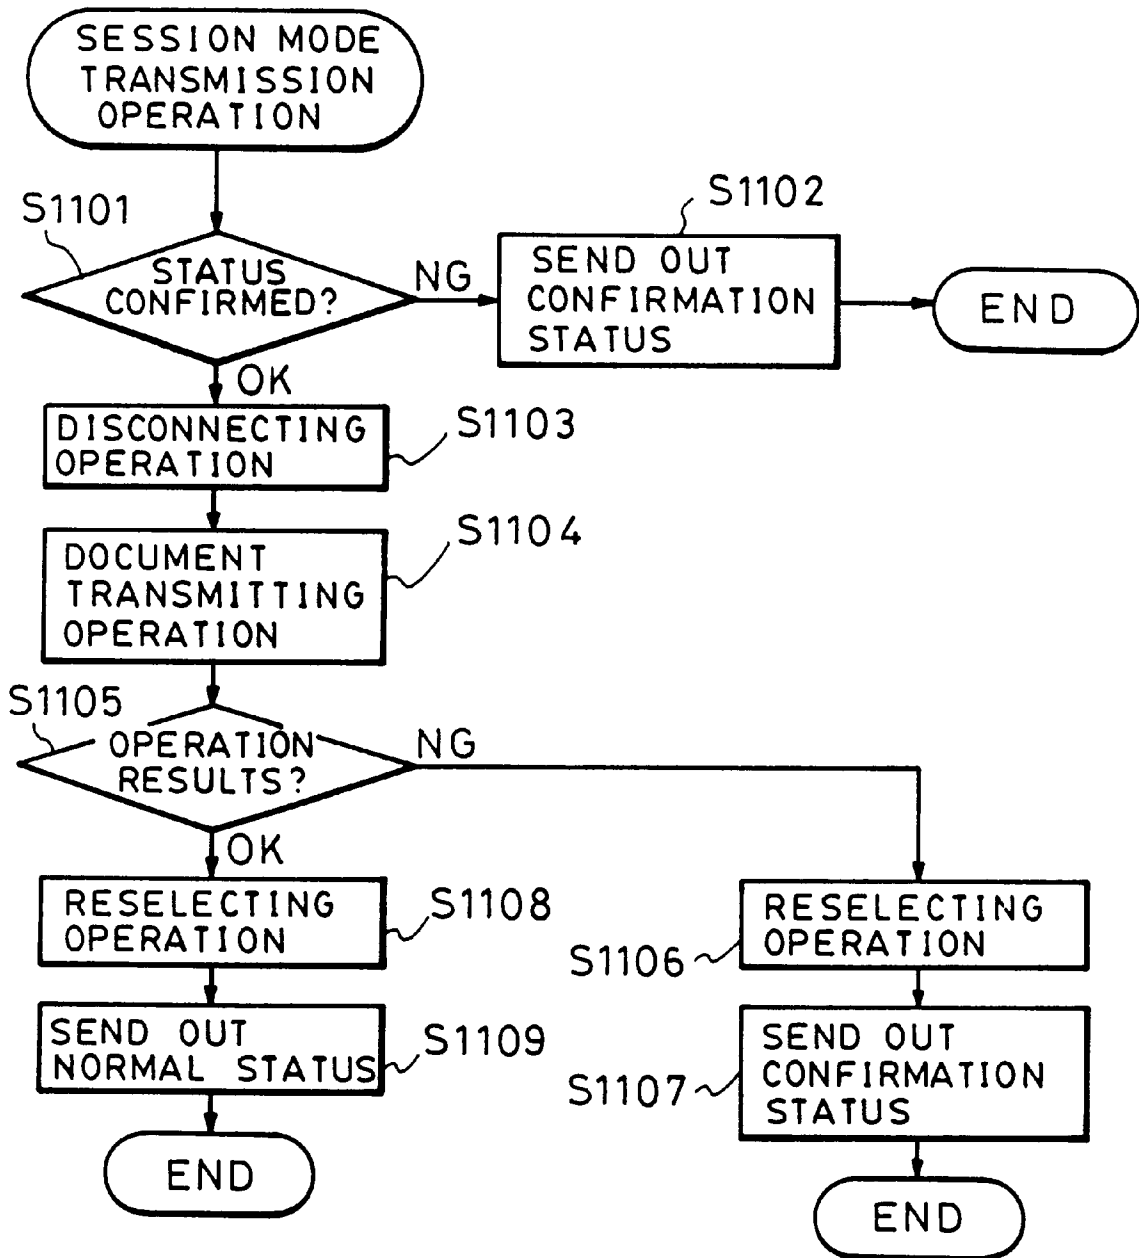 SESSION MODE
TRANSMISSION
OPERATION
S1101
STATUS
CONFIRMED?
NG
S1102
SEND OUT
CONFIRMATION
STATUS
END
OK
DISCONNECTING
OPERATION
S1103
DOCUMENT
TRANSMITTING
OPERATION
S1104
S1105
OPERATION
RESULTS?
NG
OK
RESELECTING
OPERATION
S1108
SEND OUT
NORMAL STATUS
S1109
END
RESELECTING
OPERATION
S1106
SEND OUT
CONFIRMATION
STATUS
S1107
END